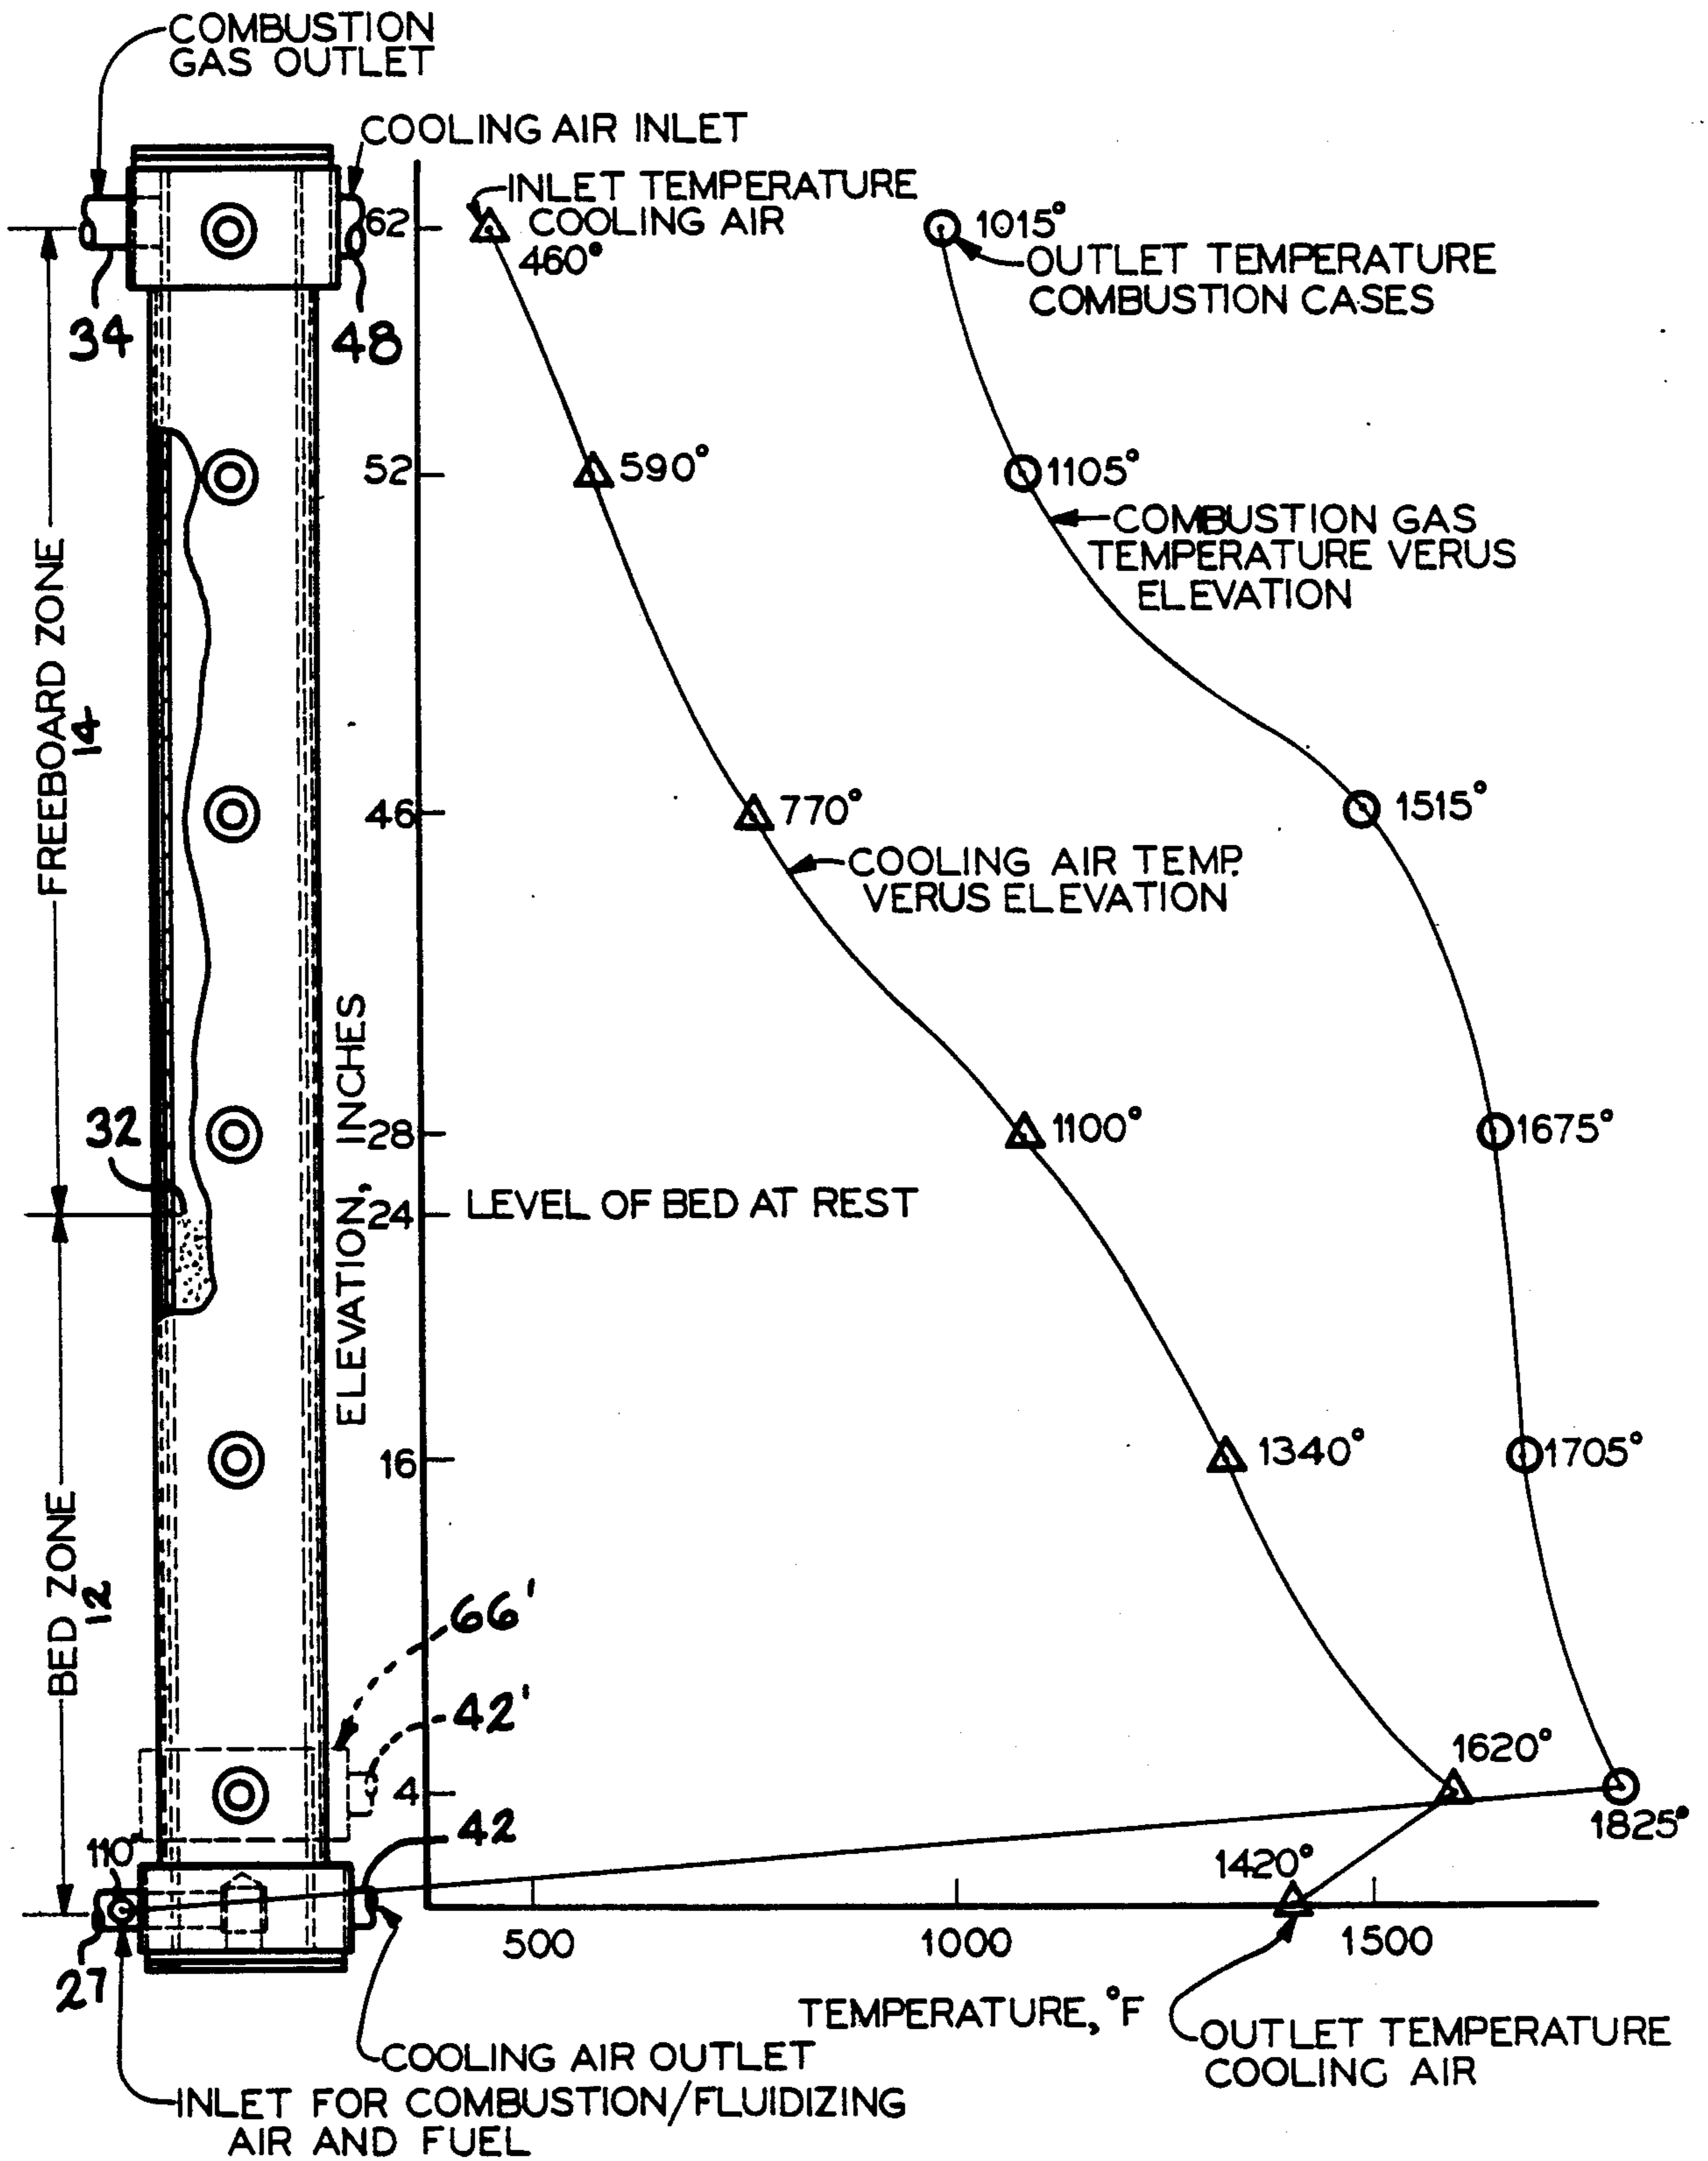 COMBUSTION
GAS OUTLET
COOLING AIR INLET
INLET TEMPERATURE
COOLING AIR
460°
62
1015°
OUTLET TEMPERATURE
COMBUSTION CASES
34
48
52
590°
1105°
COMBUSTION GAS
TEMPERATURE VERUS
ELEVATION
FREEBOARD ZONE
14
46
770°
1515°
COOLING AIR TEMP.
VERUS ELEVATION
ELEVATION, INCHES
32
28
1100°
1675°
24
LEVEL OF BED AT REST
16
1340°
1705°
BED ZONE
12
66'
42'
4
1620°
1825°
42
110°
1420°
500
1000
1500
27
TEMPERATURE, °F
OUTLET TEMPERATURE
COOLING AIR
COOLING AIR OUTLET
INLET FOR COMBUSTION/FLUIDIZING
AIR AND FUEL